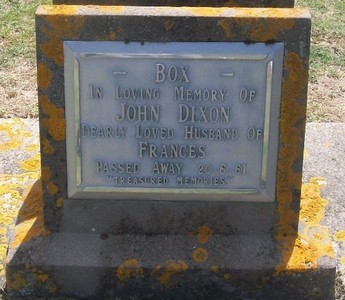 - BOX -
IN LOVING MEMORY OF
JOHN DIXON
DEARLY LOVED HUSBAND OF
FRANCES
PASSED AWAY 20-6-61
"TREASURED MEMORIES"